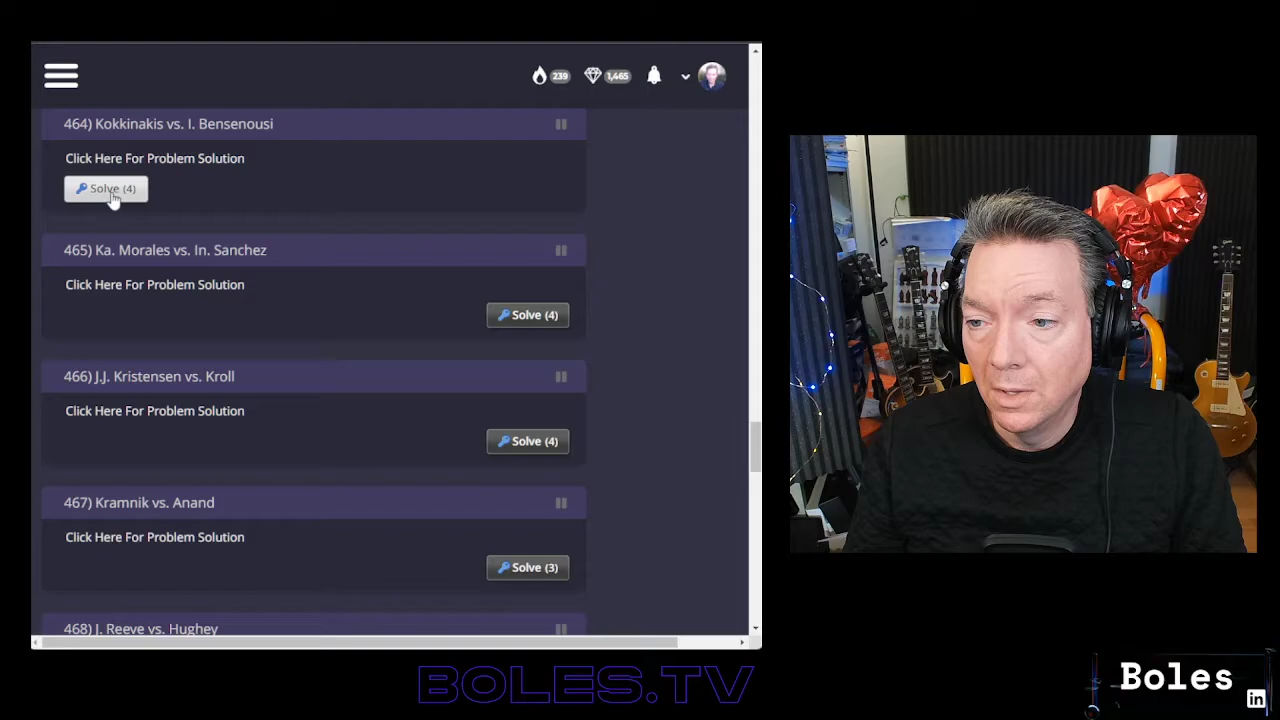 239
1,465
464) Kokkinakis vs. I. Bensenousi
Click Here For Problem Solution
Solve (4)
465) Ka. Morales vs. In. Sanchez
Click Here For Problem Solution
Solve (4)
466) J.J. Kristensen vs. Kroll
Click Here For Problem Solution
Solve (4)
467) Kramnik vs. Anand
Click Here For Problem Solution
Solve (3)
468) J. Reeve vs. Hughey
BOLES.TV
Boles
in